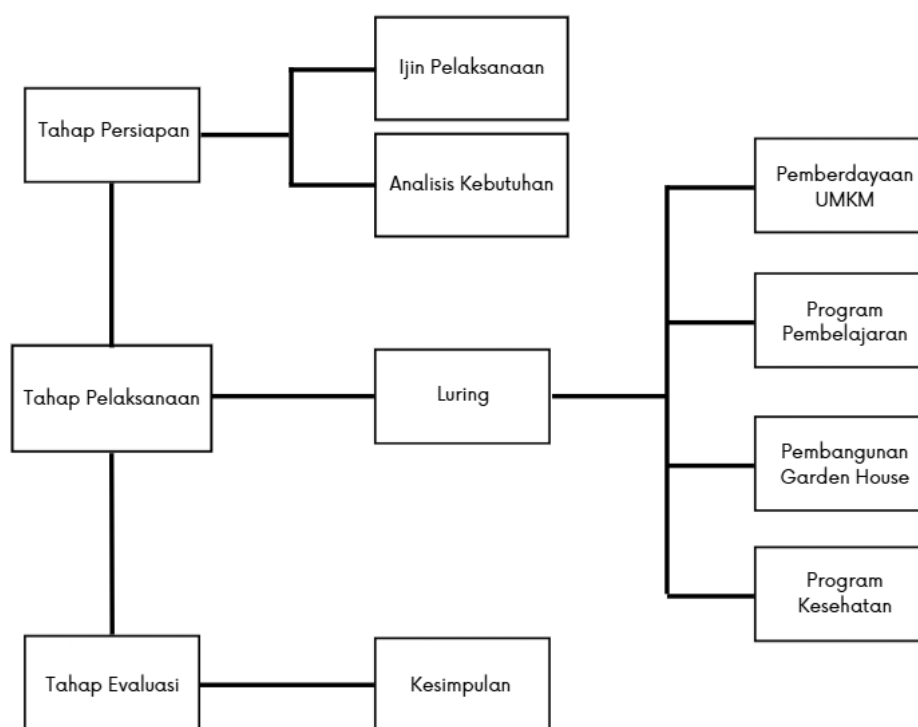 Ijin Pelaksanaan
Tahap Persiapan
Analisis Kebutuhan
Pemberdayaan
UMKM
Program
Pembelajaran
Tahap Pelaksanaan
Luring
Pembangunan
Garden House
Program
Kesehatan
Tahap Evaluasi
Kesimpulan